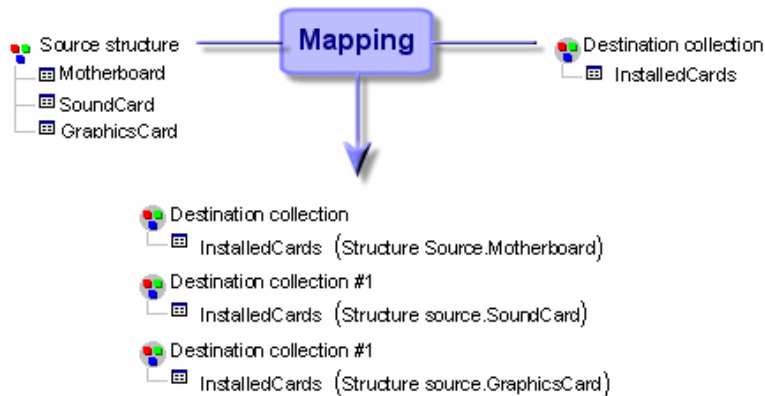 Source structure
Mapping
Destination collection
Motherboard
InstalledCards
SoundCard
GraphicsCard
Destination collection
InstalledCards (Structure Source.Motherboard)
Destination collection #1
InstalledCards (Structure source.SoundCard)
Destination collection #1
InstalledCards (Structure source.GraphicsCard)